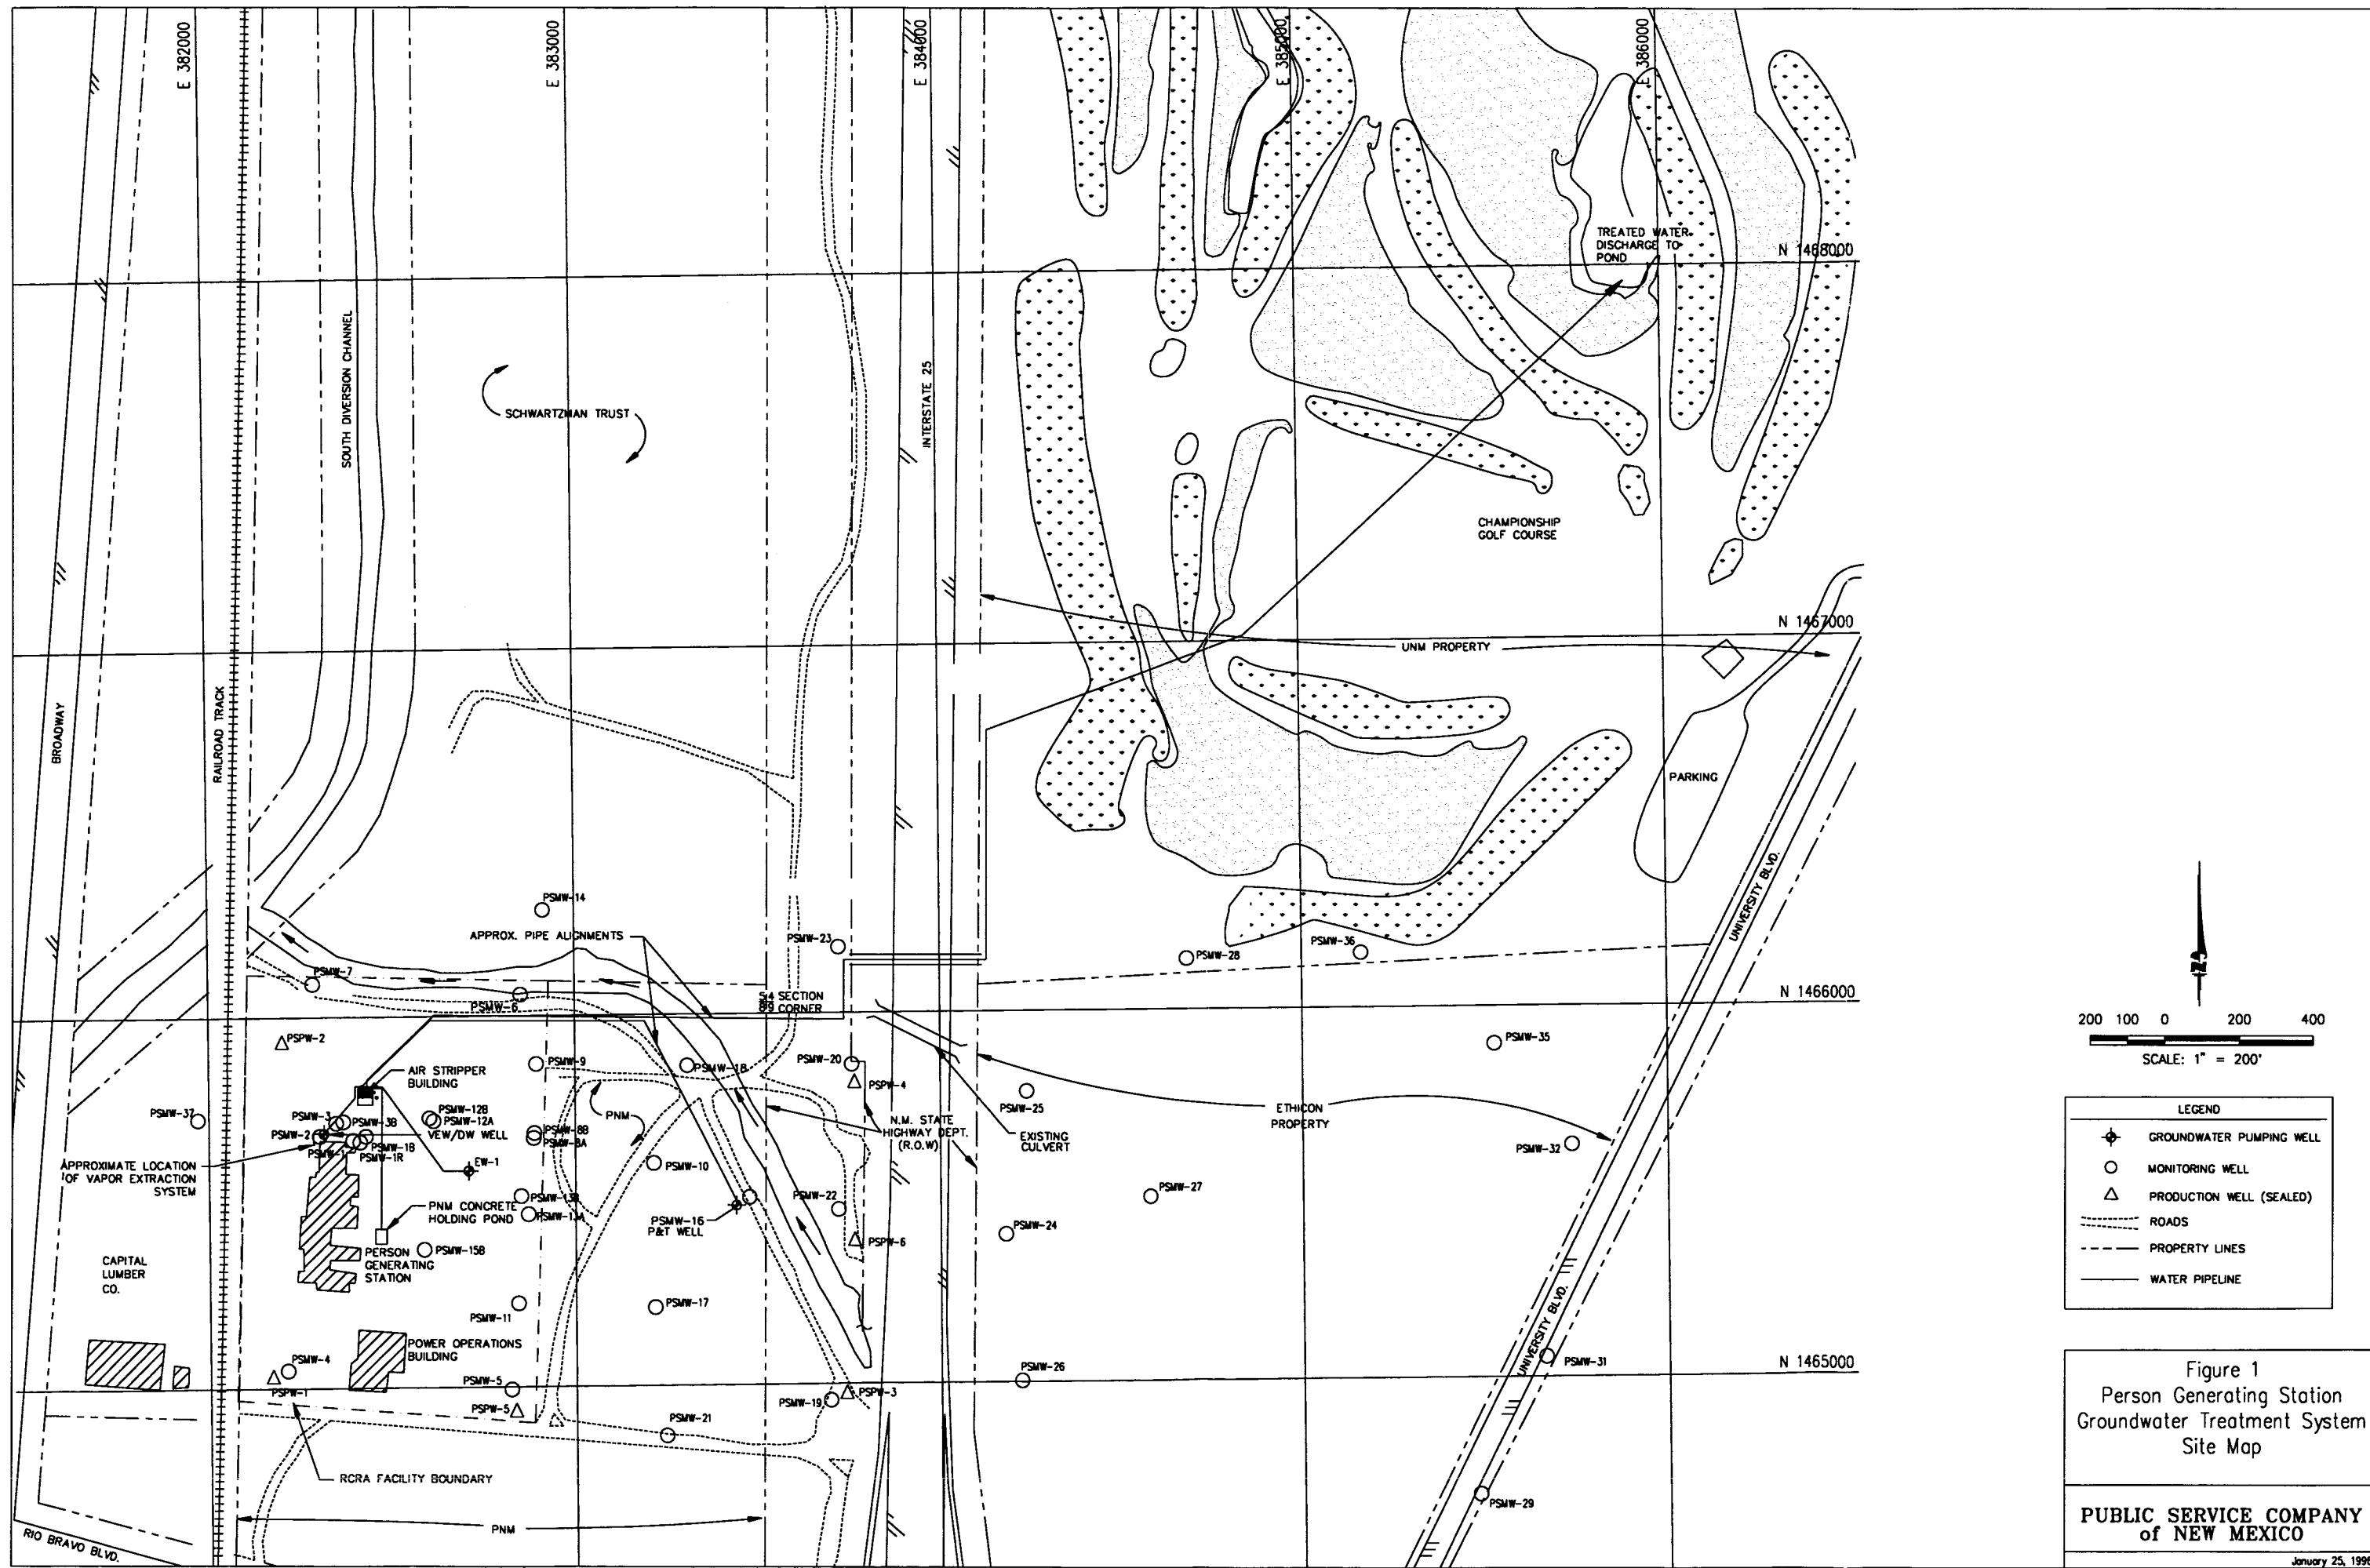 E 382000
E 383000
E 384000
E 385000
E 386000
TREATED WATER
DISCHARGE TO
POND
N 1468000
SOUTH DIVISION CHANNEL
SCHWARTZMAN TRUST
INTERSTATE 25
CHAMPIONSHIP
GOLF COURSE
N 1467000
UNM PROPERTY
BROADWAY
RAILROAD TRACK
PARKING
UNIVERSITY BLVD.
PSMW-14
APPROX. PIPE ALIGNMENTS
PSMW-23
PSMW-28
PSMW-36
PSMW-7
PSMW-6
SECTION
CORNER
N 1466000
PSPW-2
PSMW-9
PSMW-18
PSMW-20
PSPW-4
PSMW-35
AIR STRIPPER
BUILDING
PSMW-37
PSMW-3
PSMW-3B
PSMW-12B
PSMW-12A
PNM
PSMW-25
PSMW-2
VEW/DW WELL
PSMW-8B
PSMW-8A
N.M. STATE
HIGHWAY DEPT.
(R.O.W)
EXISTING
CULVERT
ETHICON
PROPERTY
PSMW-32
PSMW-1
PSMW-1B
PSMW-1R
EW-1
PSMW-10
APPROXIMATE LOCATION
OF VAPOR EXTRACTION
SYSTEM
PSMW-13B
PSMW-13A
PSMW-22
PSMW-27
PNM CONCRETE
HOLDING POND
PSMW-16
P&T WELL
PSMW-24
PSPW-6
PERSON
GENERATING
STATION
PSMW-15B
CAPITAL
LUMBER
CO.
PSMW-11
PSMW-17
UNIVERSITY BLVD.
POWER OPERATIONS
BUILDING
PSMW-4
PSPW-1
PSMW-5
PSPW-5
PSMW-26
PSMW-31
N 1465000
PSMW-19
PSPW-3
PSMW-21
RCRA FACILITY BOUNDARY
PSMW-29
PNM
RIO BRAVO BLVD.
200 100 0 200 400
SCALE: 1" = 200'
LEGEND
GROUNDWATER PUMPING WELL
MONITORING WELL
PRODUCTION WELL (SEALED)
ROADS
PROPERTY LINES
WATER PIPELINE
Figure 1
Person Generating Station
Groundwater Treatment System
Site Map
PUBLIC SERVICE COMPANY
of NEW MEXICO
January 25, 1996